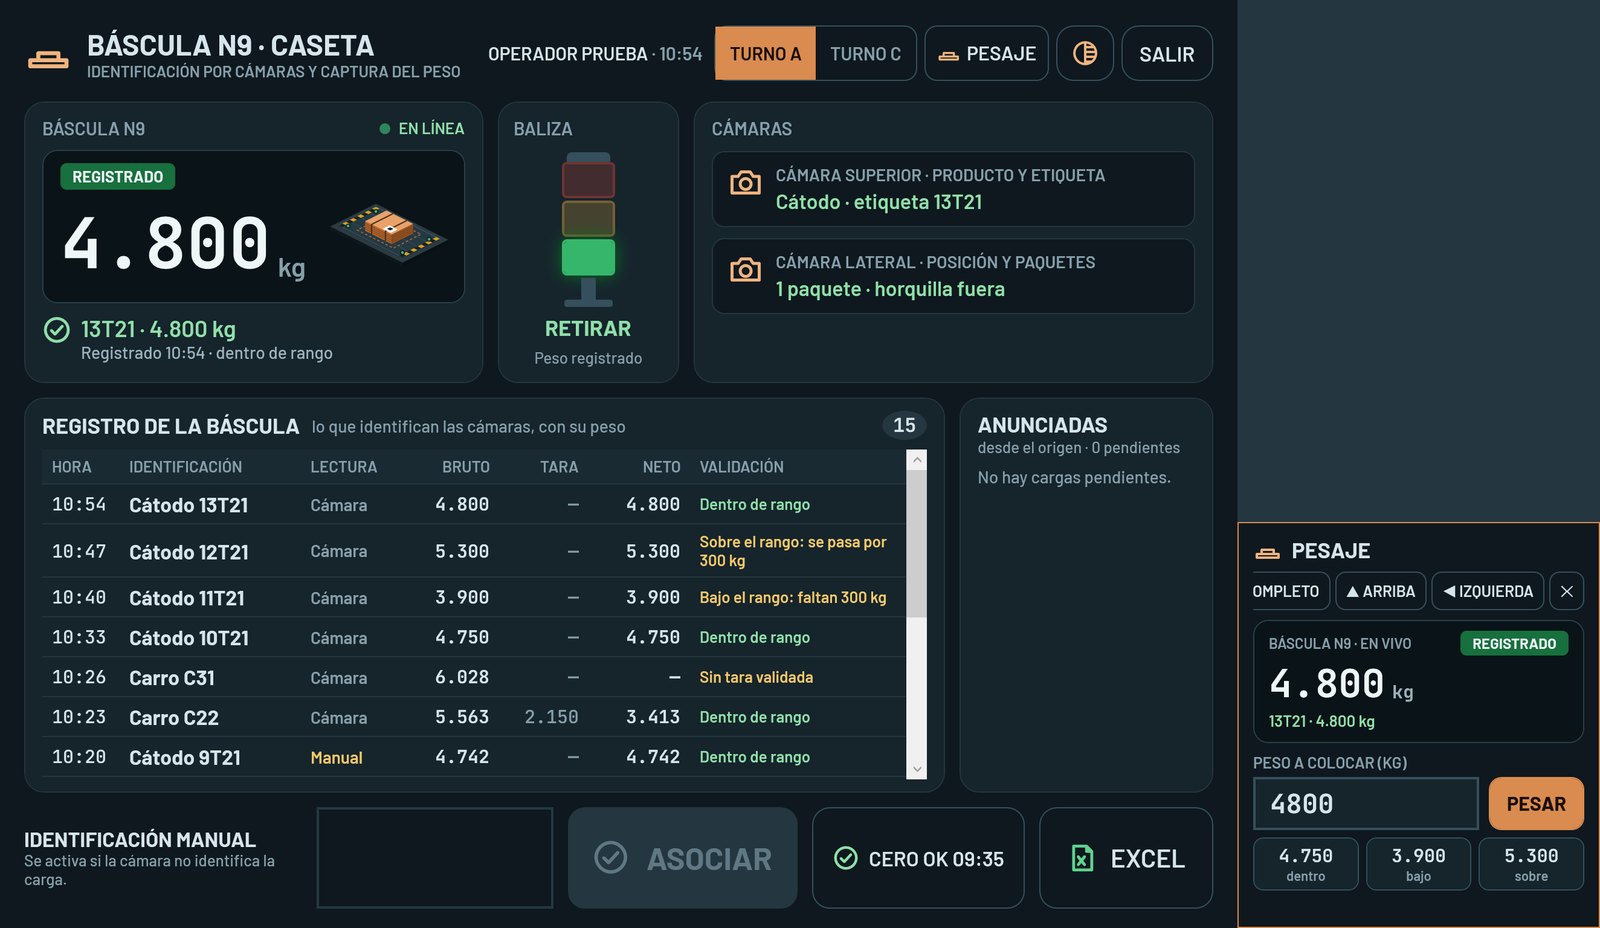 BÁSCULA N9 · CASETA
IDENTIFICACIÓN POR CÁMARAS Y CAPTURA DEL PESO
OPERADOR PRUEBA · 10:54
TURNO A
TURNO C
PESAJE
SALIR
BÁSCULA N9
EN LÍNEA
REGISTRADO
4.800 kg
13T21 · 4.800 kg
Registrado 10:54 · dentro de rango
BALIZA
RETIRAR
Peso registrado
CÁMARAS
CÁMARA SUPERIOR · PRODUCTO Y ETIQUETA
Cátodo · etiqueta 13T21
CÁMARA LATERAL · POSICIÓN Y PAQUETES
1 paquete · horquilla fuera
REGISTRO DE LA BÁSCULA lo que identifican las cámaras, con su peso 15
HORA IDENTIFICACIÓN LECTURA BRUTO TARA NETO VALIDACIÓN
10:54 Cátodo 13T21 Cámara 4.800 — 4.800 Dentro de rango
10:47 Cátodo 12T21 Cámara 5.300 — 5.300 Sobre el rango: se pasa por
300 kg
10:40 Cátodo 11T21 Cámara 3.900 — 3.900 Bajo el rango: faltan 300 kg
10:33 Cátodo 10T21 Cámara 4.750 — 4.750 Dentro de rango
10:26 Carro C31 Cámara 6.028 — — Sin tara validada
10:23 Carro C22 Cámara 5.563 2.150 3.413 Dentro de rango
10:20 Cátodo 9T21 Manual 4.742 — 4.742 Dentro de rango
ANUNCIADAS
desde el origen · 0 pendientes
No hay cargas pendientes.
IDENTIFICACIÓN MANUAL
Se activa si la cámara no identifica la
carga.
ASOCIAR
CERO OK 09:35
EXCEL
PESAJE
OMPLETO
▲ ARRIBA
◀ IZQUIERDA
BÁSCULA N9 · EN VIVO
REGISTRADO
4.800 kg
13T21 · 4.800 kg
PESO A COLOCAR (KG)
4800
PESAR
4.750
dentro
3.900
bajo
5.300
sobre